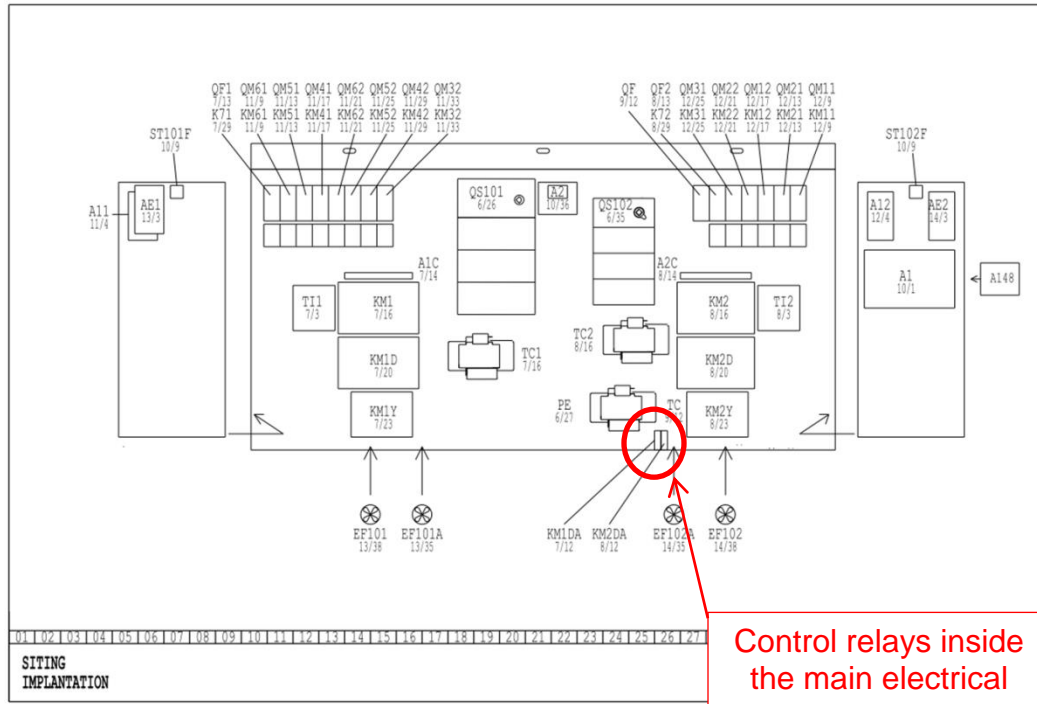 QF1 QM61 QM51 QM41 QM62 QM52 QM42 QM32
7/13 11/9 11/13 11/17 11/21 11/25 11/29 11/33
K71 KM61 KM51 KM41 KM62 KM52 KM42 KM32
7/29 11/9 11/13 11/17 11/21 11/25 11/29 11/33
QF QF2 QM31 QM22 QM12 QM21 QM11
9/12 8/13 12/25 12/21 12/17 12/13 12/9
K72 KM31 KM22 KM12 KM21 KM11
8/29 12/25 12/21 12/17 12/13 12/9
ST101F
10/9
ST102F
10/9
A11
11/4
AE1
13/3
QS101
6/26
A2
10/36
QS102
6/35
A12
12/4
AE2
14/3
A1C
7/14
A2C
8/14
A1
10/1
A148
TI1
7/3
KM1
7/16
KM2
8/16
TI2
8/3
KM1D
7/20
TC1
7/16
TC2
8/16
KM2D
8/20
KM1Y
7/23
PE
6/27
TC
KM2Y
8/23
EF101
13/38
EF101A
13/35
KM1DA
7/12
KM2DA
8/12
EF102A
14/35
EF102
14/38
01 02 03 04 05 06 07 08 09 10 11 12 13 14 15 16 17 18 19 20 21 22 23 24 25 26 27
SITING
IMPLANTATION
Control relays inside
the main electrical